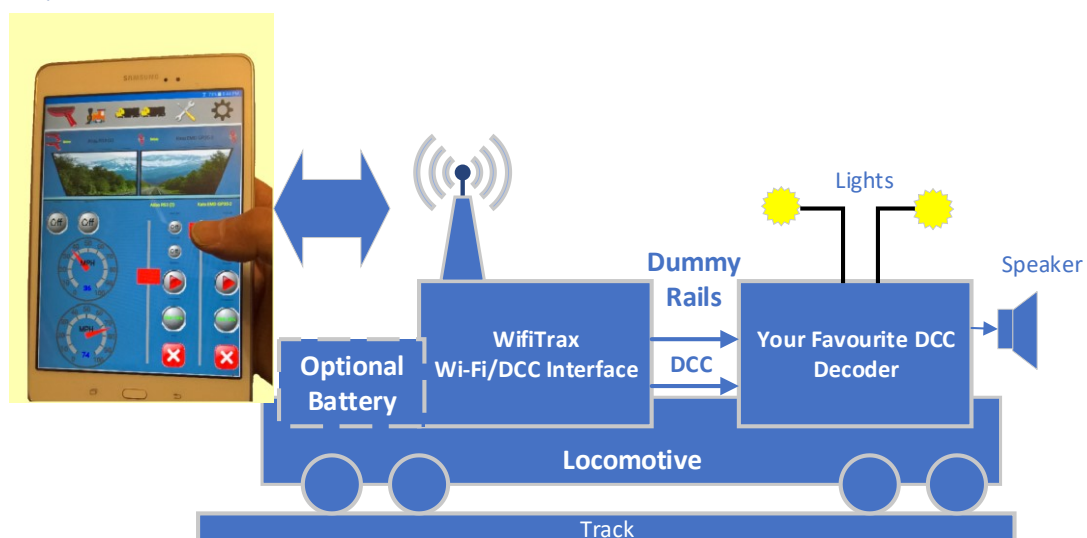 SAMSUNG
Off
Off
MPH
MPH
74
Lights
Speaker
Dummy
Rails
DCC
WifiTrax
Wi-Fi/DCC Interface
Your Favourite DCC
Decoder
Optional
Battery
Locomotive
Track